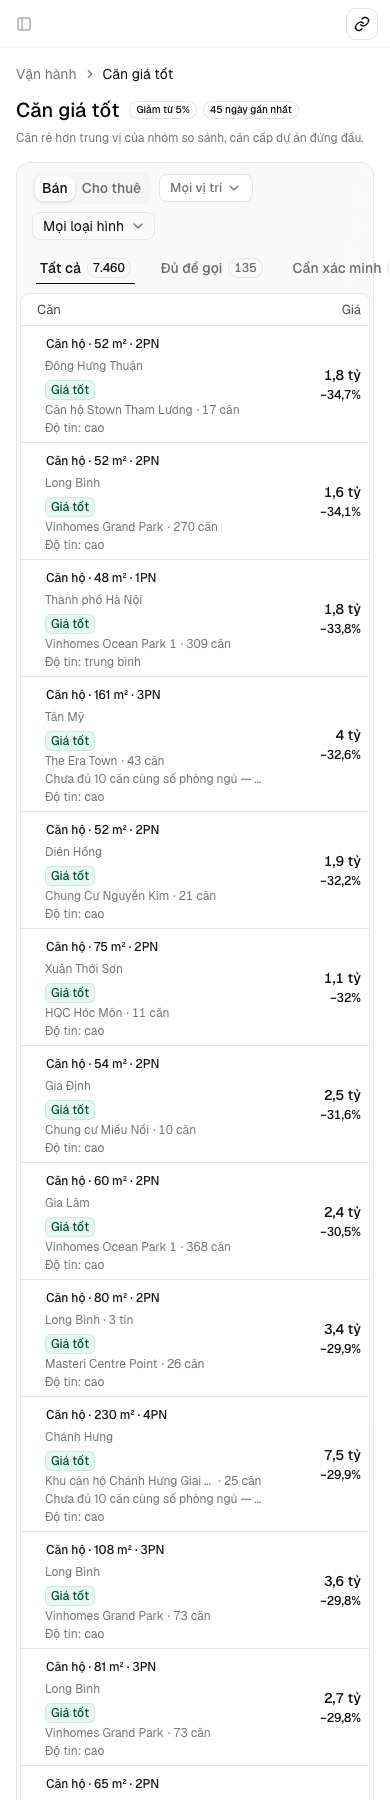 Vận hành > Căn giá tốt
Căn giá tốt Giảm từ 5% 45 ngày gần nhất
Căn rẻ hơn trung vị của nhóm so sánh, căn cấp dự án đứng đầu.
Bán Cho thuê Mọi vị trí
Mọi loại hình
Tất cả 7.460 Đủ để gọi 135 Cần xác minh
Căn Giá
Căn hộ · 52 m² · 2PN
Đông Hưng Thuận
1,8 tỷ
Giá tốt
−34,7%
Căn hộ Stown Tham Lương · 17 căn
Độ tin: cao
Căn hộ · 52 m² · 2PN
Long Bình
1,6 tỷ
Giá tốt
−34,1%
Vinhomes Grand Park · 270 căn
Độ tin: cao
Căn hộ · 48 m² · 1PN
Thành phố Hà Nội
1,8 tỷ
Giá tốt
−33,8%
Vinhomes Ocean Park 1 · 309 căn
Độ tin: trung bình
Căn hộ · 161 m² · 3PN
Tân Mỹ
4 tỷ
Giá tốt
−32,6%
The Era Town · 43 căn
Chưa đủ 10 căn cùng số phòng ngủ — ...
Độ tin: cao
Căn hộ · 52 m² · 2PN
Diên Hồng
1,9 tỷ
Giá tốt
−32,2%
Chung Cư Nguyễn Kim · 21 căn
Độ tin: cao
Căn hộ · 75 m² · 2PN
Xuân Thới Sơn
1,1 tỷ
Giá tốt
−32%
HQC Hóc Môn · 11 căn
Độ tin: cao
Căn hộ · 54 m² · 2PN
Gia Định
2,5 tỷ
Giá tốt
−31,6%
Chung cư Miếu Nổi · 10 căn
Độ tin: cao
Căn hộ · 60 m² · 2PN
Gia Lâm
2,4 tỷ
Giá tốt
−30,5%
Vinhomes Ocean Park 1 · 368 căn
Độ tin: cao
Căn hộ · 80 m² · 2PN
Long Bình · 3 tin
3,4 tỷ
Giá tốt
−29,9%
Masteri Centre Point · 26 căn
Độ tin: cao
Căn hộ · 230 m² · 4PN
Chánh Hưng
7,5 tỷ
Giá tốt
−29,9%
Khu căn hộ Chánh Hưng Giai ... · 25 căn
Chưa đủ 10 căn cùng số phòng ngủ — ...
Độ tin: cao
Căn hộ · 108 m² · 3PN
Long Bình
3,6 tỷ
Giá tốt
−29,8%
Vinhomes Grand Park · 73 căn
Độ tin: cao
Căn hộ · 81 m² · 3PN
Long Bình
2,7 tỷ
Giá tốt
−29,8%
Vinhomes Grand Park · 73 căn
Độ tin: cao
Căn hộ · 65 m² · 2PN